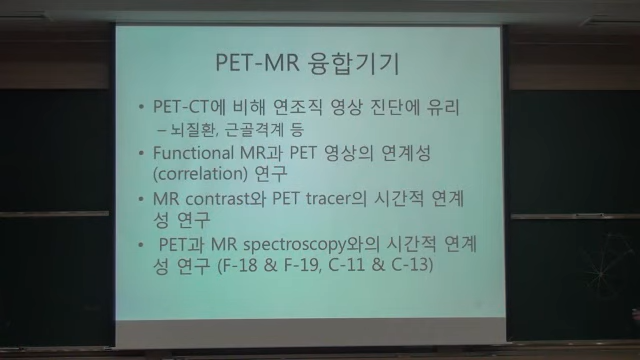 PET-MR 융합기기
• PET-CT에 비해 연조직 영상 진단에 유리
– 뇌질환, 근골격계 등
• Functional MR과 PET 영상의 연계성
(correlation) 연구
• MR contrast와 PET tracer의 시간적 연계
성 연구
• PET과 MR spectroscopy와의 시간적 연계
성 연구 (F-18 & F-19, C-11 & C-13)